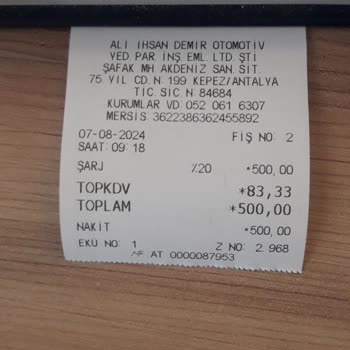 ALİ İHSAN DEMİR OTOMOTİV
YED. PAR. İNŞ. EML. LTD. ŞTİ
ŞAFAK MH. AKDENİZ SAN. SİT.
75. YIL CD. N: 199 KEPEZ/ANTALYA
TİC. SİC. N: 84684
KURUMLAR VD 052 061 6307
MERSIS: 3622386362455892
07-08-2024 FİŞ NO: 2
SAAT: 09:18
ŞARJ %20 *500,00
TOPKDV *83,33
TOPLAM *500,00
NAKİT *500,00
EKÜ NO: 1 Z NO: 2.968
MF AT 0000087953